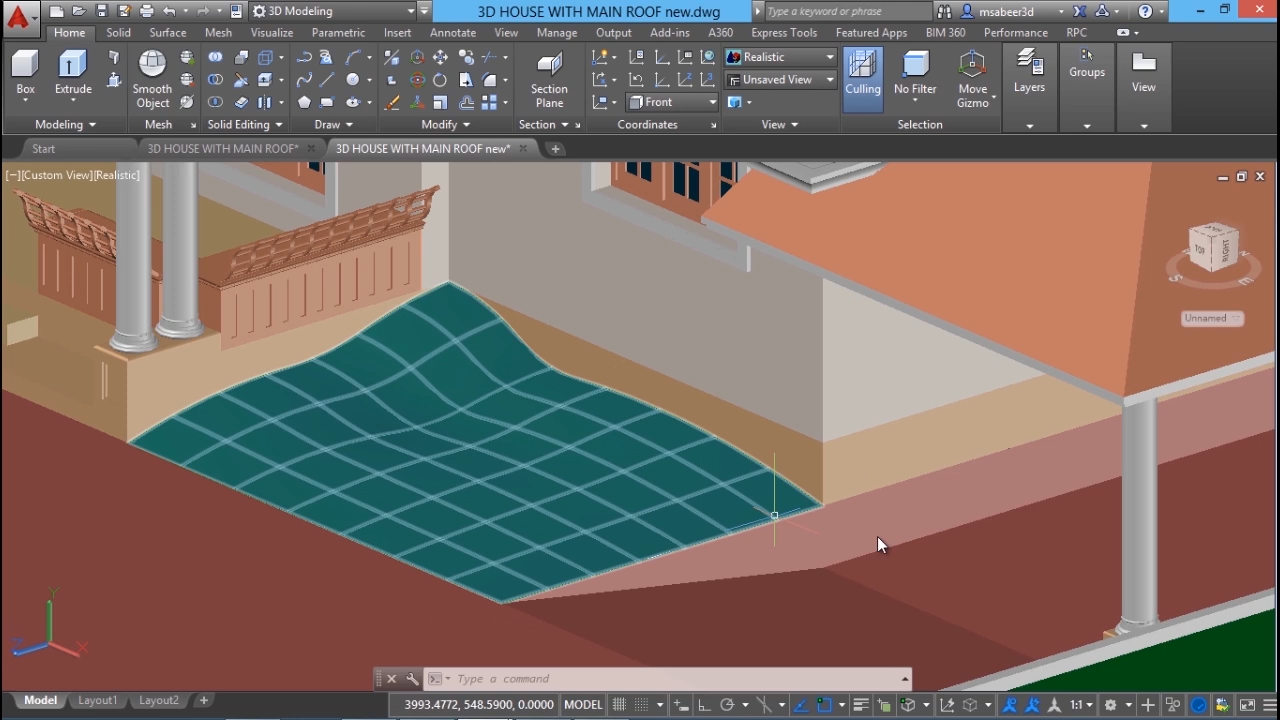 3D Modeling
3D HOUSE WITH MAIN ROOF new.dwg
Type a keyword or phrase
msabeer3d
Home Solid Surface Mesh Visualize Parametric Insert Annotate View Manage Output Add-ins A360 Express Tools Featured Apps BIM 360 Performance RPC
Box
Extrude
Smooth Object
Section Plane
Realistic
Unsaved View
Front
Culling
No Filter
Move Gizmo
Layers
Groups
View
Modeling Mesh Solid Editing Draw Modify Section Coordinates View Selection
Start 3D HOUSE WITH MAIN ROOF* 3D HOUSE WITH MAIN ROOF new*
[−][Custom View][Realistic]
TOP
RIGHT
S
E
Unnamed
Y
X
Type a command
Model Layout1 Layout2
3993.4772, 548.5900, 0.0000 MODEL
1:1